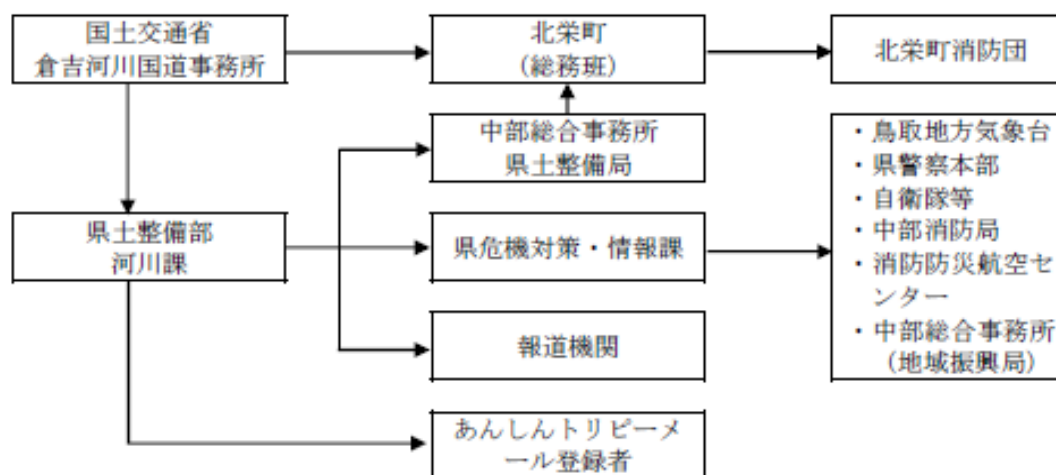 国土交通省
倉吉河川国道事務所
北栄町
（総務班）
北栄町消防団
中部総合事務所
県土整備局
・鳥取地方気象台
・県警察本部
・自衛隊等
・中部消防局
・消防防災航空セ
ンター
・中部総合事務所
（地域振興局）
県土整備部
河川課
県危機対策・情報課
報道機関
あんしんトリピーメ
ール登録者